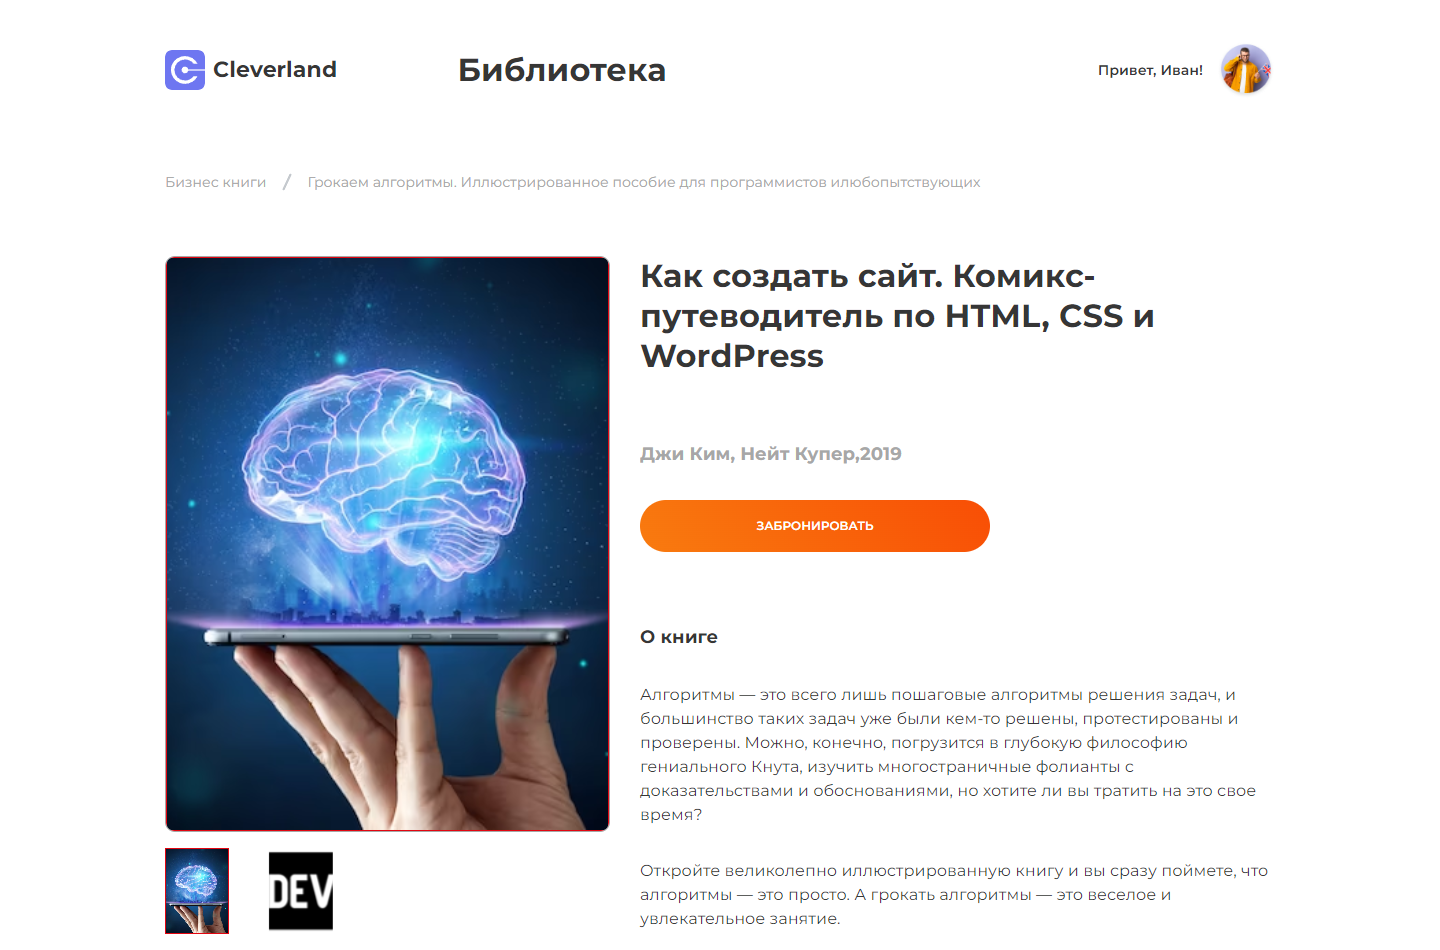 Cleverland
Библиотека
Привет, Иван!
Бизнес книги / Грокаем алгоритмы. Иллюстрированное пособие для программистов илюбопытствующих
Как создать сайт. Комикс-
путеводитель по HTML, CSS и
WordPress
Джи Ким, Нейт Купер,2019
ЗАБРОНИРОВАТЬ
О книге
Алгоритмы — это всего лишь пошаговые алгоритмы решения задач, и
большинство таких задач уже были кем-то решены, протестированы и
проверены. Можно, конечно, погрузится в глубокую философию
гениального Кнута, изучить многостраничные фолианты с
доказательствами и обоснованиями, но хотите ли вы тратить на это свое
время?
Откройте великолепно иллюстрированную книгу и вы сразу поймете, что
алгоритмы — это просто. А грокать алгоритмы — это веселое и
увлекательное занятие.
DEV